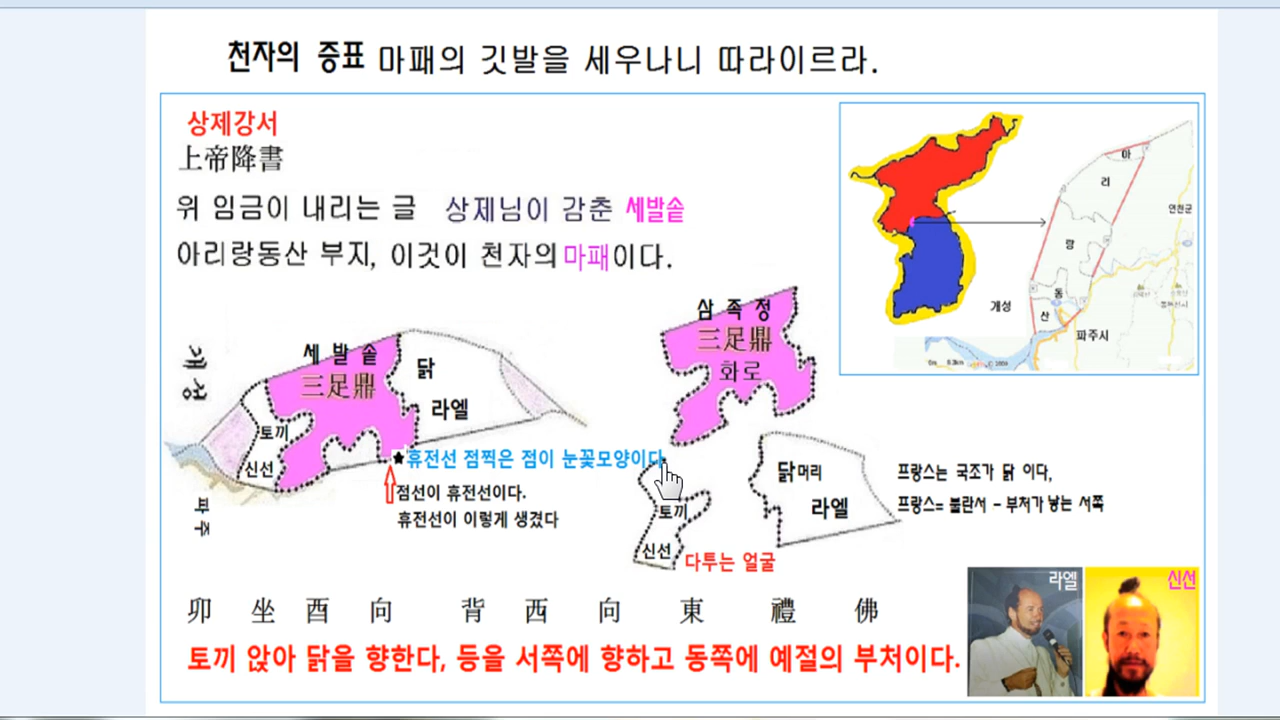 천자의 증표 마패의 깃발을 세우나니 따라이르라.
상제강서
上帝降書
위 임금이 내리는 글 상제님이 감춘 세발솥
아리랑동산 부지, 이것이 천자의마패이다.
아
리
랑
동
산
연천군
개성
파주시
개성
세 발 솥
三足鼎
닭
라엘
토끼
신선
파주
★휴전선 점찍은 점이 눈꽃모양이다
점선이 휴전선이다.
휴전선이 이렇게 생겼다
삼 족 정
三足鼎
화로
토끼
신선
다투는 얼굴
닭머리
라엘
프랑스는 국조가 닭 이다,
프랑스= 불란서 - 부처가 낳는 서쪽
卯 坐 酉 向 背 西 向 東 禮 佛
토끼 앉아 닭을 향한다, 등을 서쪽에 향하고 동쪽에 예절의 부처이다.
라엘
신선